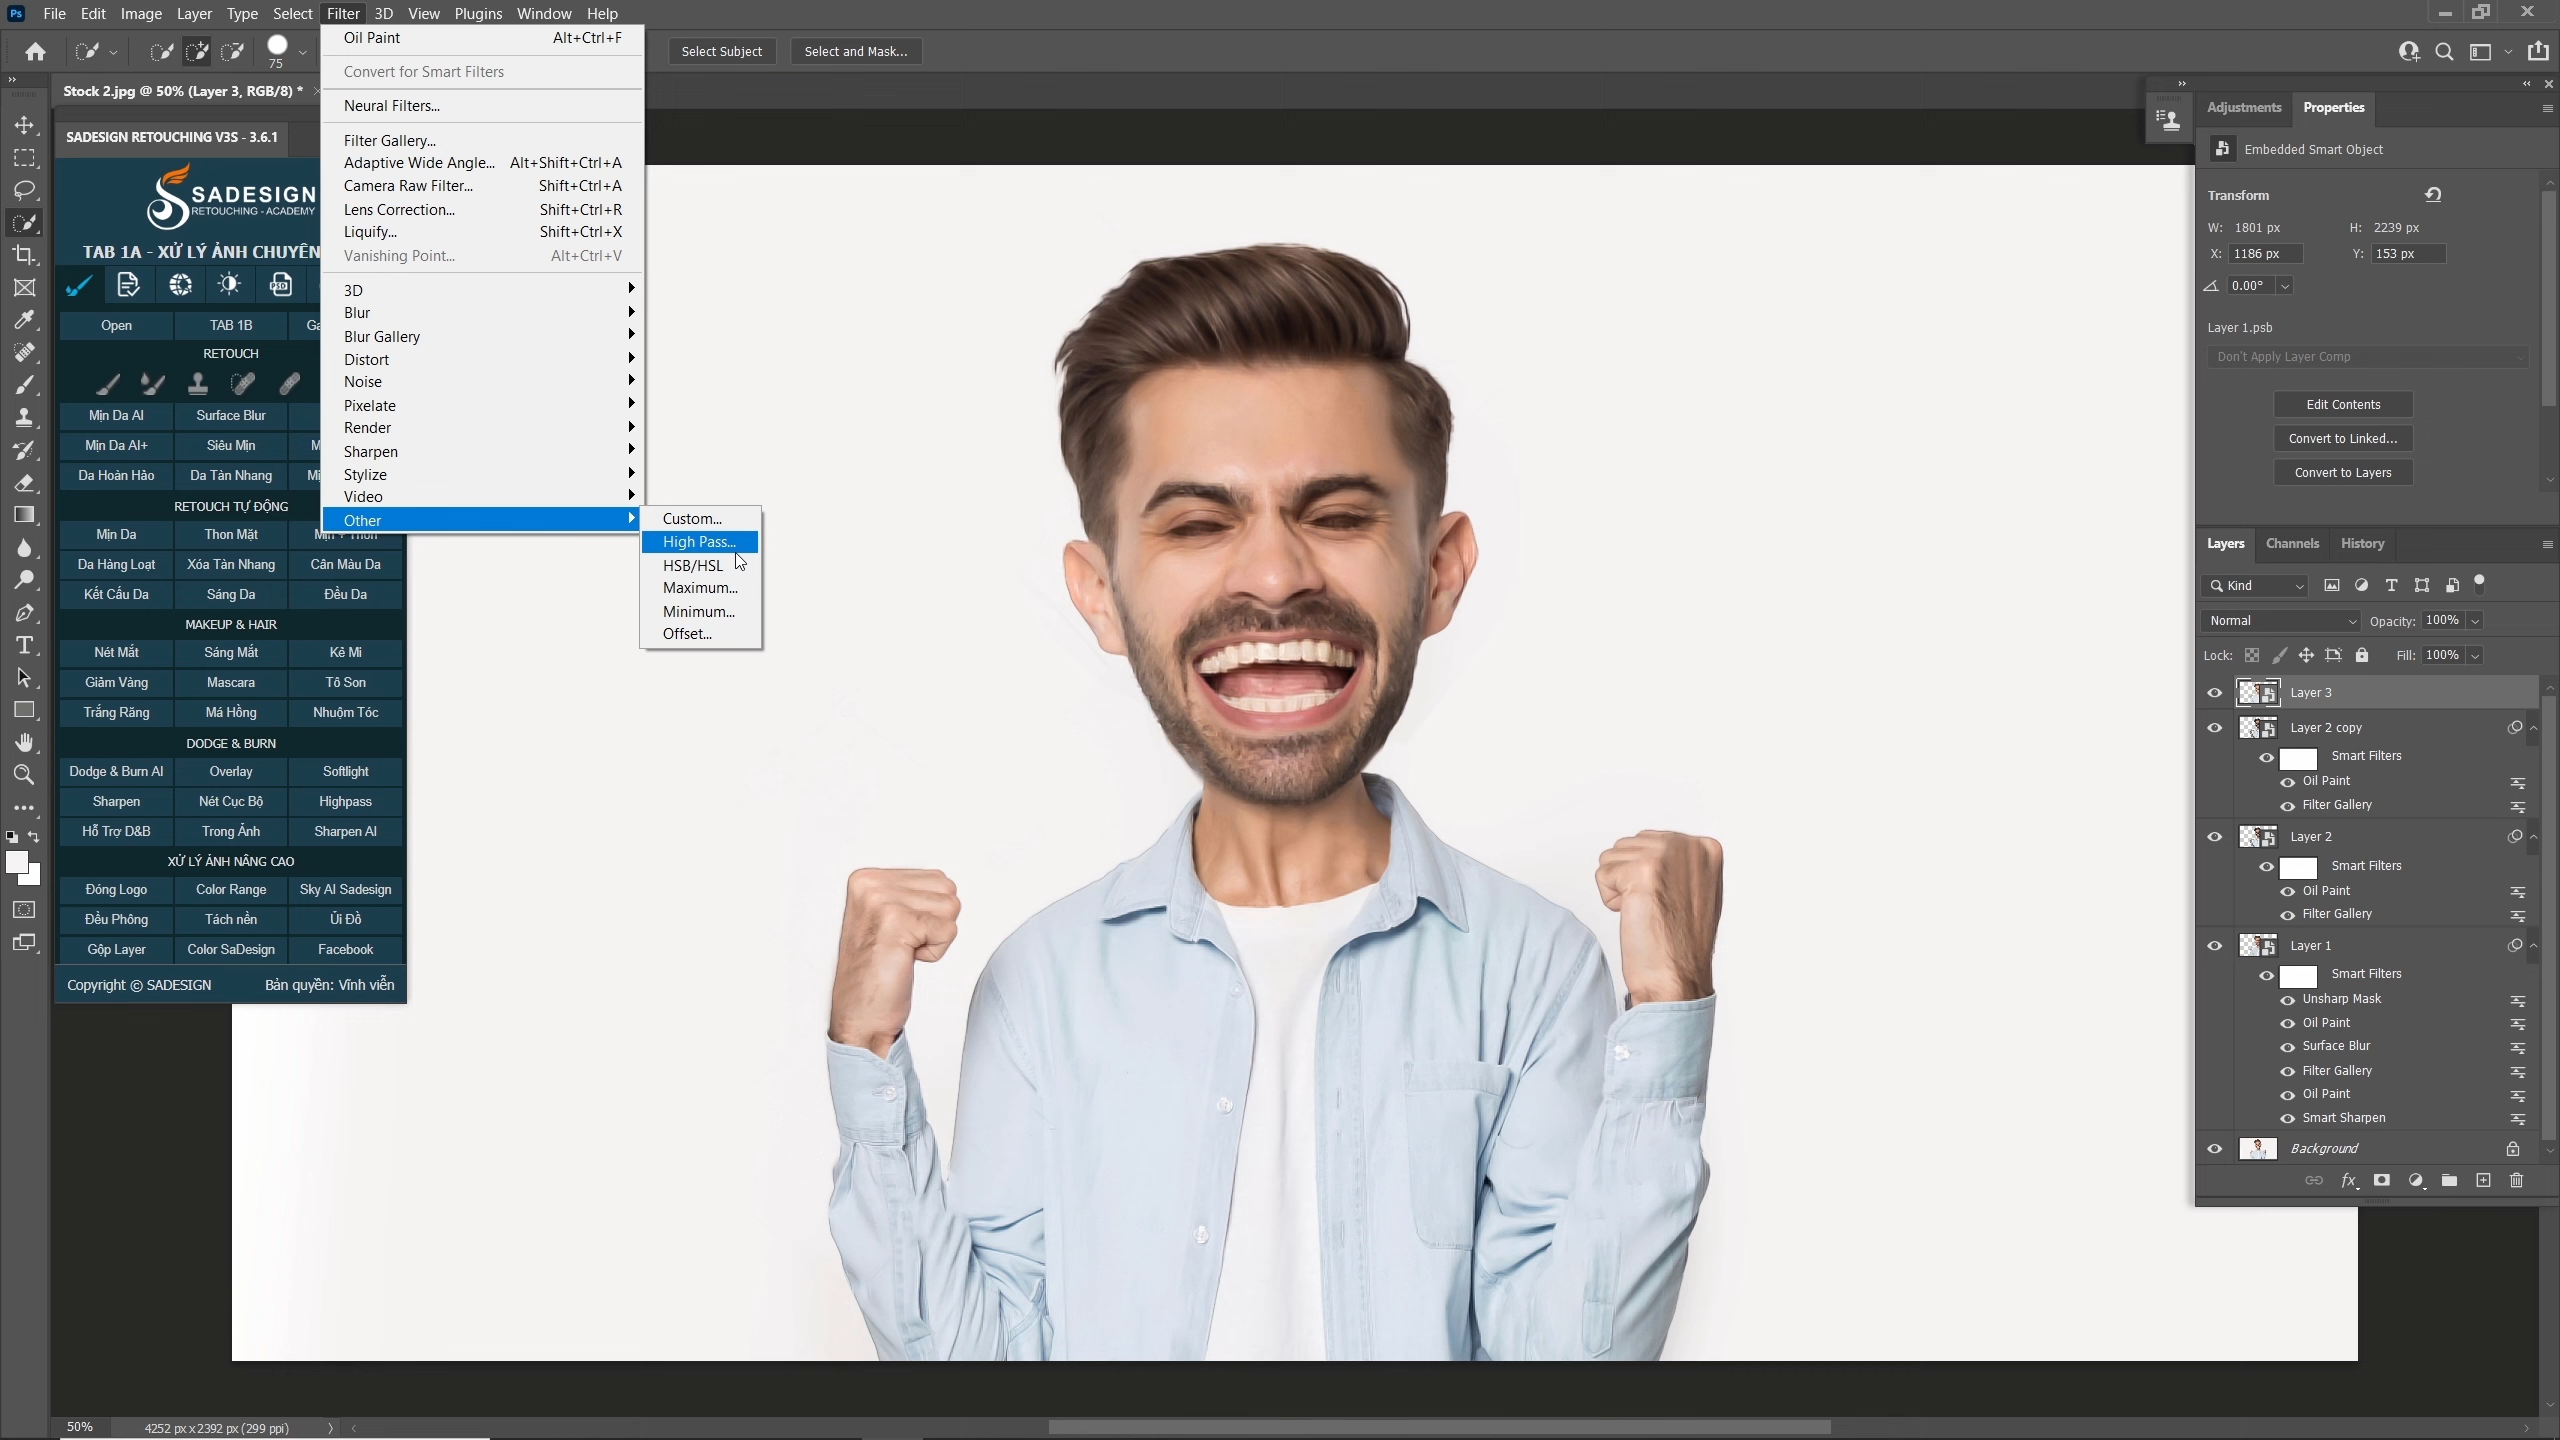 Ps File Edit Image Layer Type Select Filter 3D View Plugins Window Help
75 Select Subject Select and Mask...
Stock 2.jpg @ 50% (Layer 3, RGB/8) *
SADESIGN RETOUCHING V3S - 3.6.1
SADESIGN
RETOUCHING - ACADEMY
TAB 1A - XỬ LÝ ẢNH CHUYÊN
Open TAB 1B
RETOUCH
Mịn Da AI Surface Blur
Mịn Da AI+ Siêu Mịn
Da Hoàn Hảo Da Tàn Nhang
RETOUCH TỰ ĐỘNG
Mịn Da Thon Mặt Mịn + Thon
Da Hàng Loạt Xóa Tàn Nhang Cân Màu Da
Kết Cấu Da Sáng Da Đều Da
MAKEUP & HAIR
Nét Mắt Sáng Mắt Kẻ Mi
Giảm Vàng Mascara Tô Son
Trắng Răng Má Hồng Nhuộm Tóc
DODGE & BURN
Dodge & Burn AI Overlay Softlight
Sharpen Nét Cục Bộ Highpass
Hỗ Trợ D&B Trong Ảnh Sharpen AI
XỬ LÝ ẢNH NÂNG CAO
Đóng Logo Color Range Sky AI Sadesign
Đều Phông Tách nền Ủi Đồ
Gộp Layer Color SaDesign Facebook
Copyright © SADESIGN Bản quyền: Vĩnh viễn
Oil Paint Alt+Ctrl+F
Convert for Smart Filters
Neural Filters...
Filter Gallery...
Adaptive Wide Angle... Alt+Shift+Ctrl+A
Camera Raw Filter... Shift+Ctrl+A
Lens Correction... Shift+Ctrl+R
Liquify... Shift+Ctrl+X
Vanishing Point... Alt+Ctrl+V
3D
Blur
Blur Gallery
Distort
Noise
Pixelate
Render
Sharpen
Stylize
Video
Other
Custom...
High Pass...
HSB/HSL
Maximum...
Minimum...
Offset...
Adjustments Properties
Embedded Smart Object
Transform
W: 1801 px H: 2239 px
X: 1186 px Y: 153 px
0.00°
Layer 1.psb
Don't Apply Layer Comp
Edit Contents
Convert to Linked...
Convert to Layers
Layers Channels History
Kind
Normal Opacity: 100%
Lock: Fill: 100%
Layer 3
Layer 2 copy
Smart Filters
Oil Paint
Filter Gallery
Layer 2
Smart Filters
Oil Paint
Filter Gallery
Layer 1
Smart Filters
Unsharp Mask
Oil Paint
Surface Blur
Filter Gallery
Oil Paint
Smart Sharpen
Background
fx
50% 4252 px x 2392 px (299 ppi)